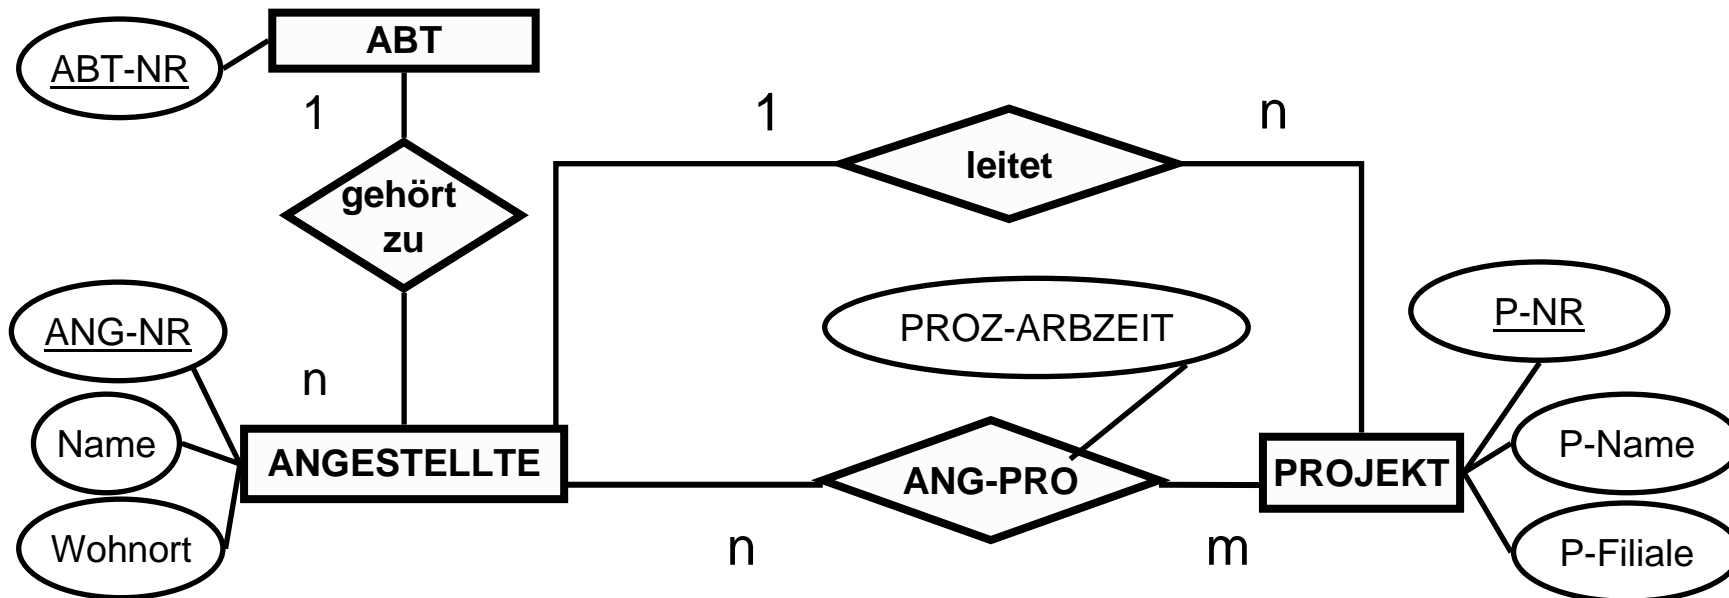 ABT
ABT-NR
1
1
n
leitet
gehört
zu
ANG-NR
PROZ-ARBZEIT
P-NR
n
Name
P-Name
ANGESTELLTE
ANG-PRO
PROJEKT
Wohnort
n
m
P-Filiale